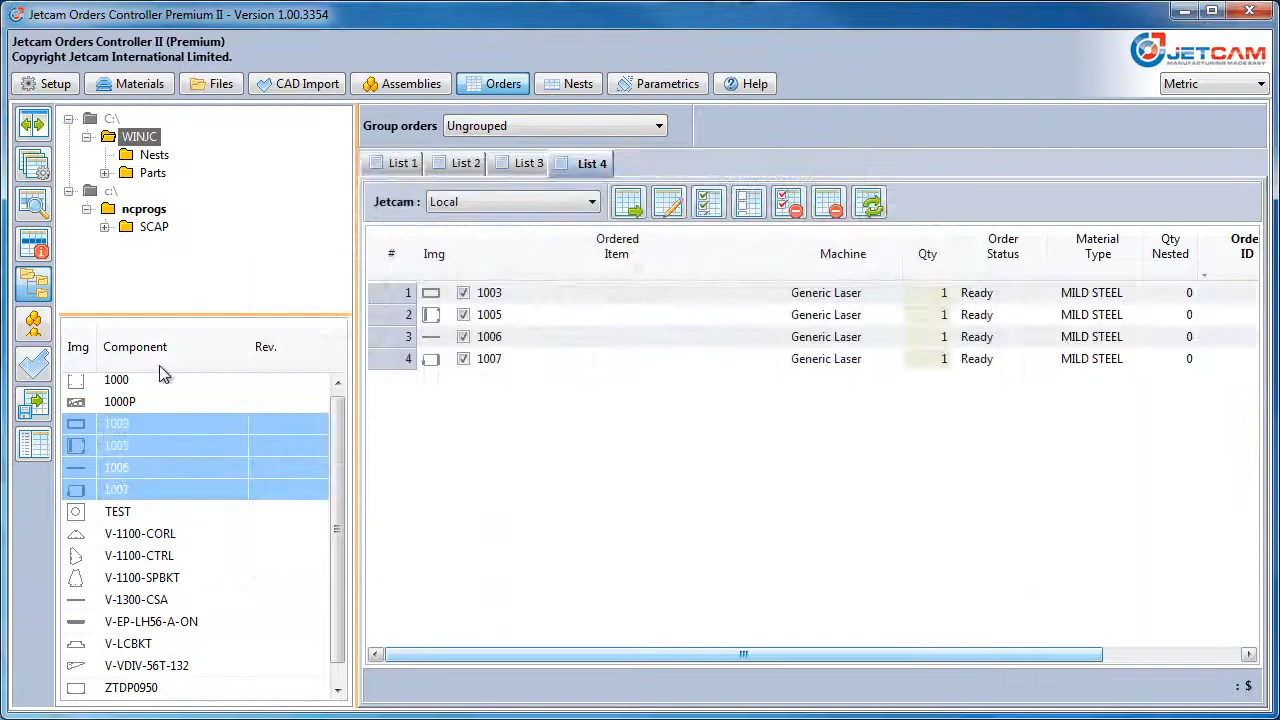 Jetcam Orders Controller Premium II - Version 1.00.3354
Jetcam Orders Controller II (Premium)
Copyright Jetcam International Limited.
JETCAM
MANUFACTURING MADE EASY
Setup Materials Files CAD Import Assemblies Orders Nests Parametrics Help Metric
C:\
WINJC
Nests
Parts
c:\
ncprogs
SCAP
Group orders Ungrouped
List 1 List 2 List 3 List 4
Jetcam : Local
# Img Ordered Item Machine Qty Order Status Material Type Qty Nested Orde ID
1 1003 Generic Laser 1 Ready MILD STEEL 0
2 1005 Generic Laser 1 Ready MILD STEEL 0
3 1006 Generic Laser 1 Ready MILD STEEL 0
4 1007 Generic Laser 1 Ready MILD STEEL 0
Img Component Rev.
1000
1000P
1003
1005
1006
1007
TEST
V-1100-CORL
V-1100-CTRL
V-1100-SPBKT
V-1300-CSA
V-EP-LH56-A-ON
V-LCBKT
V-VDIV-56T-132
ZTDP0950
: $